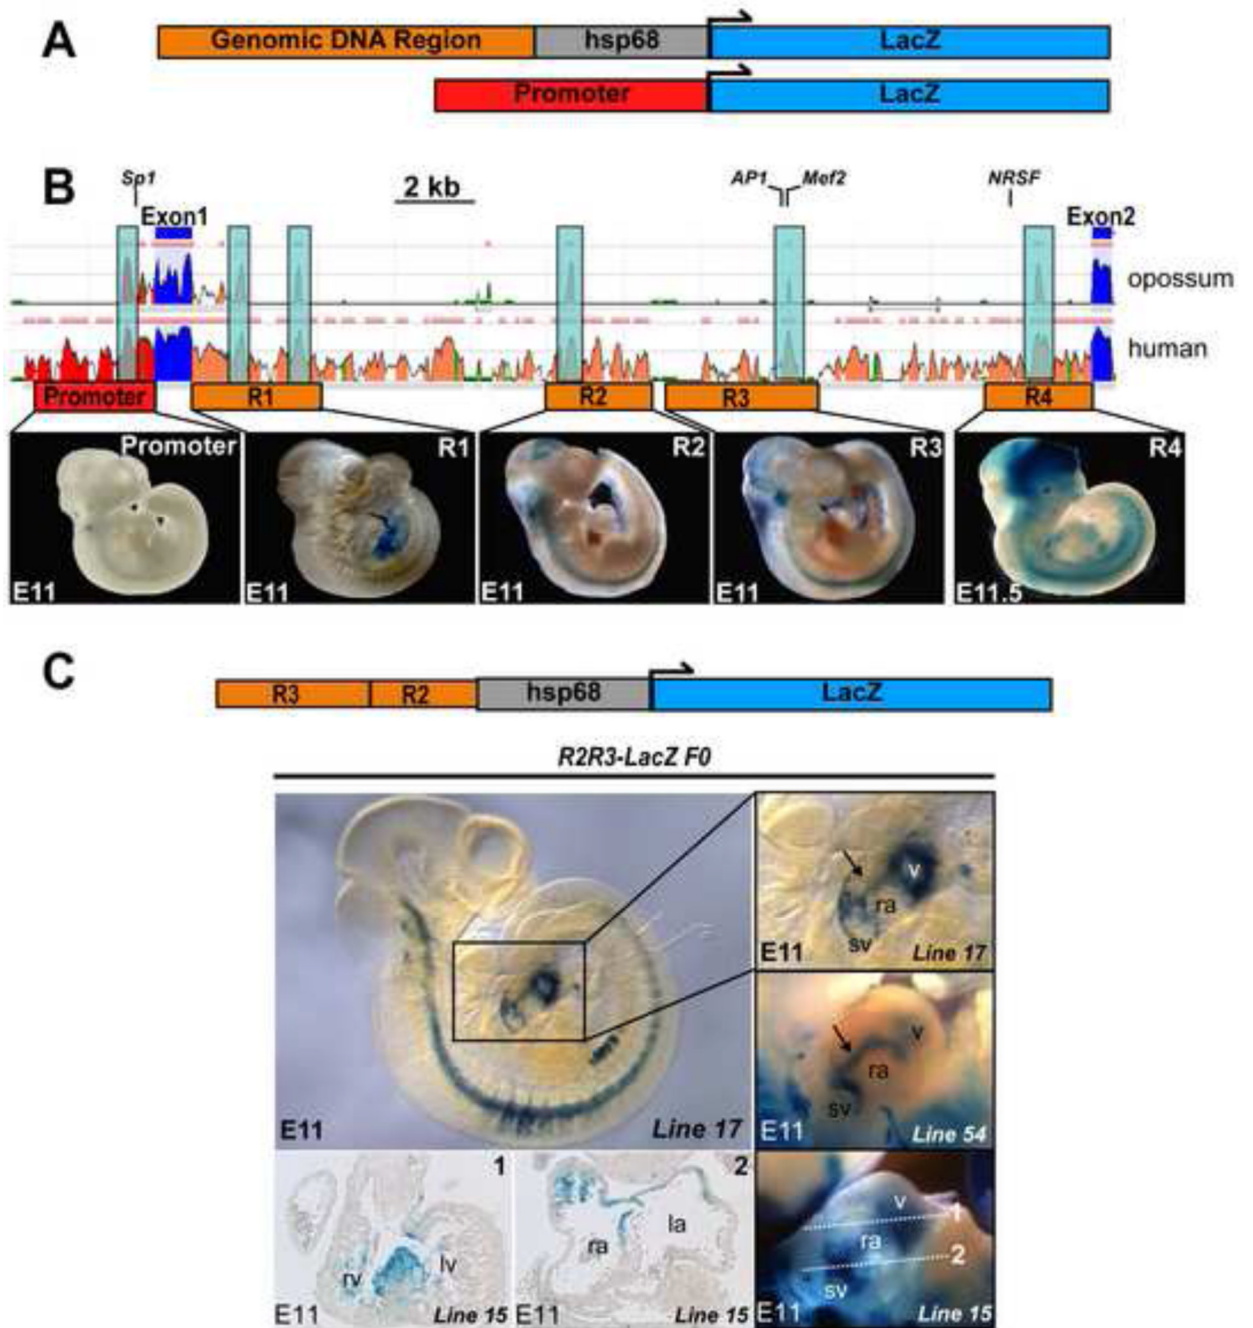 A
Genomic DNA Region hsp68 LacZ
Promoter LacZ
B
Sp1 2 kb AP1 Mef2 NRSF
Exon1 Exon2
opossum
human
Promoter R1 R2 R3 R4
Promoter R1 R2 R3 R4
E11 E11 E11 E11 E11.5
C
R3 R2 hsp68 LacZ
R2R3-LacZ F0
v
ra
sv
E11 Line 17
v
ra
sv
E11 Line 17
E11 Line 54
1 2
v
1
la
ra
ra
2
rv lv
sv
E11 Line 15 E11 Line 15 E11 Line 15